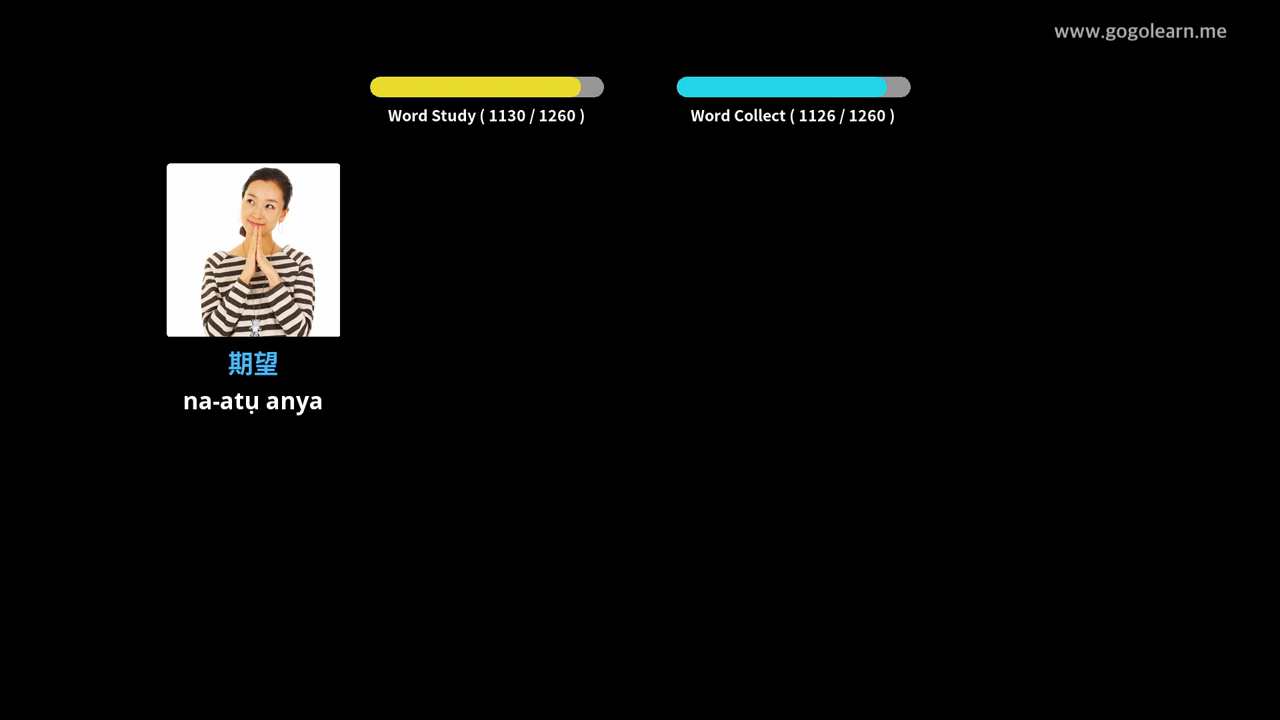 www.gogolearn.me
Word Study ( 1130 / 1260 )
Word Collect ( 1126 / 1260 )
期望
na-atụ anya